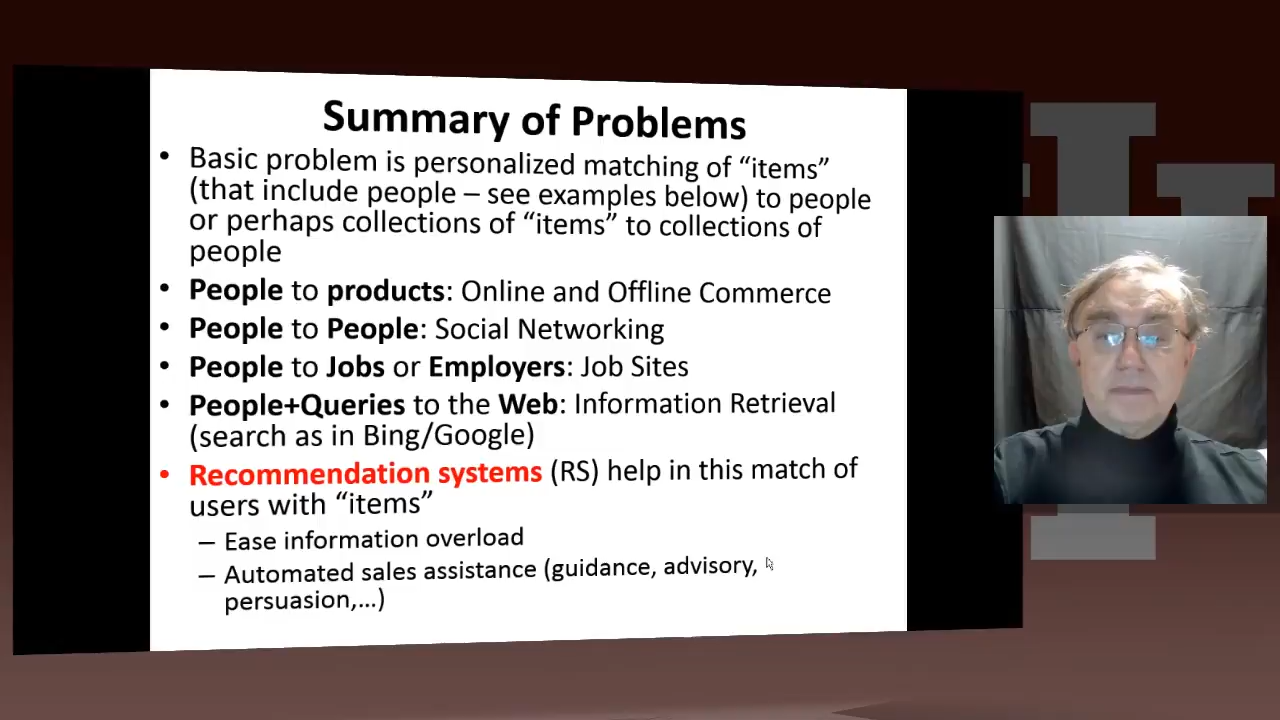 Summary of Problems
• Basic problem is personalized matching of “items”
(that include people – see examples below) to people
or perhaps collections of “items” to collections of
people
• People to products: Online and Offline Commerce
• People to People: Social Networking
• People to Jobs or Employers: Job Sites
• People+Queries to the Web: Information Retrieval
(search as in Bing/Google)
• Recommendation systems (RS) help in this match of
users with “items”
– Ease information overload
– Automated sales assistance (guidance, advisory,
persuasion,…)